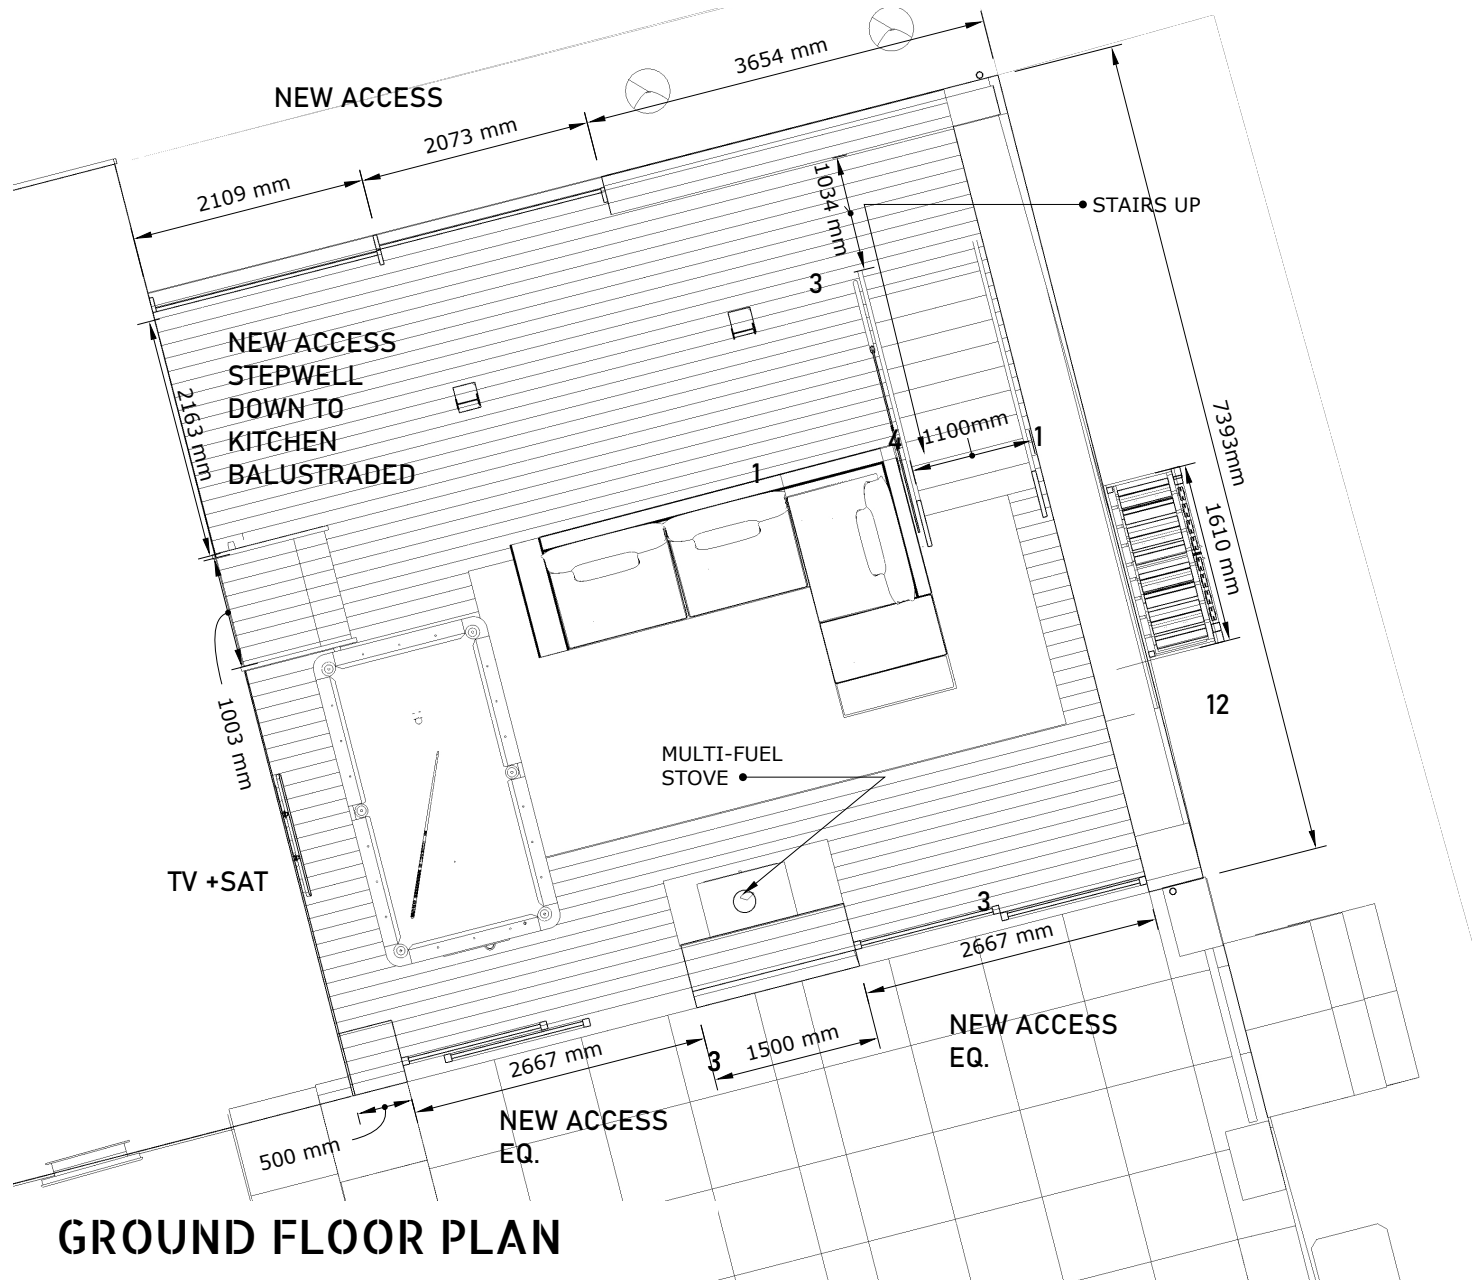 3654 mm
NEW ACCESS
2073 mm
2109 mm
1034 mm
STAIRS UP
3
NEW ACCESS
STEPWELL
DOWN TO
KITCHEN
BALUSTRADED
2163 mm
1100mm
4
1
1
7393mm
1610 mm
12
1003 mm
MULTI-FUEL
STOVE
TV +SAT
3
2667 mm
NEW ACCESS
EQ.
1500 mm
3
2667 mm
NEW ACCESS
EQ.
500 mm
GROUND FLOOR PLAN